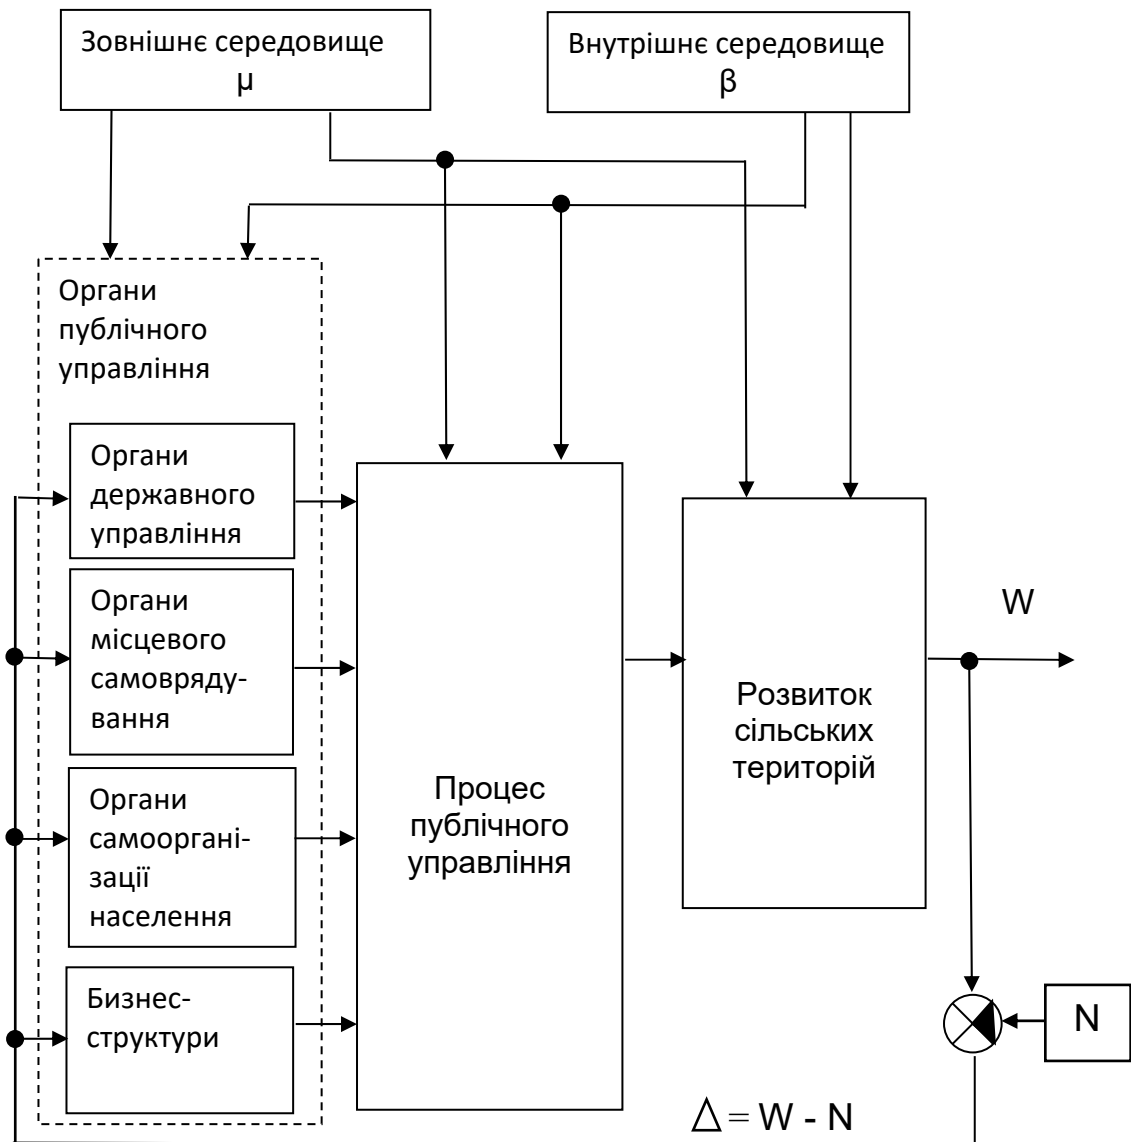 Зовнішнє середовище
μ
Внутрішнє середовище
β
Органи
публічного
управління
Органи
державного
управління
Органи
місцевого
самовряду-
вання
Органи
самооргані-
зації
населення
Бизнес-
структури
Процес
публічного
управління
Розвиток
сільських
територій
W
N
Δ = W - N